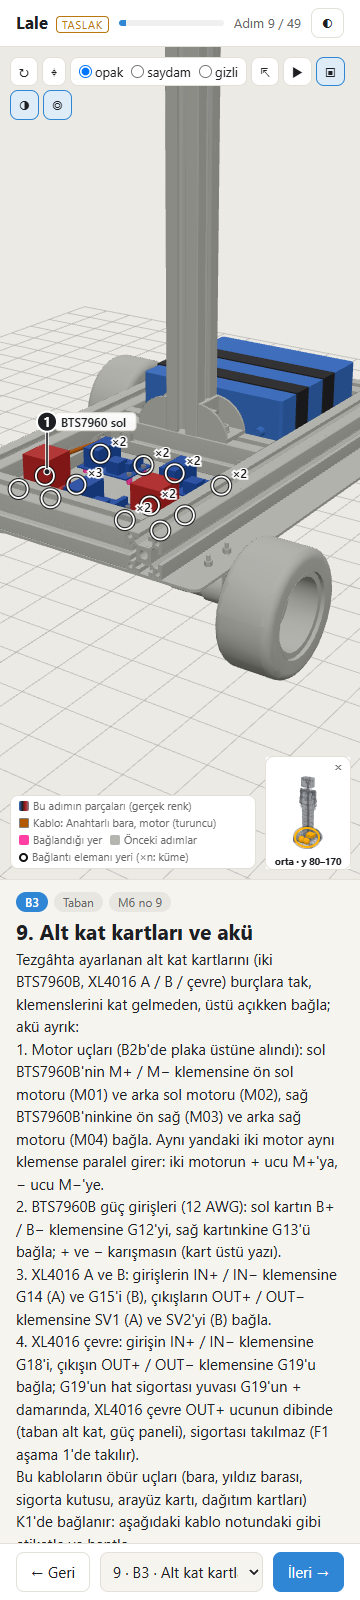 Lale TASLAK Adım 9 / 49
opak saydam gizli
1 BTS7960 sol
×2
×2
×2
×3
×2
×2
×2
Bu adımın parçaları (gerçek renk)
Kablo: Anahtarlı bara, motor (turuncu)
Bağlandığı yer Önceki adımlar
Bağlantı elemanı yeri (×n: küme)
orta · y 80–170
B3 Taban M6 no 9
9. Alt kat kartları ve akü
Tezgâhta ayarlanan alt kat kartlarını (iki
BTS7960B, XL4016 A / B / çevre) burçlara tak,
klemenslerini kat gelmeden, üstü açıkken bağla;
akü ayrık:
1. Motor uçları (B2b'de plaka üstüne alındı): sol
BTS7960B'nin M+ / M− klemensine ön sol
motoru (M01) ve arka sol motoru (M02), sağ
BTS7960B'ninkine ön sağ (M03) ve arka sağ
motoru (M04) bağla. Aynı yandaki iki motor aynı
klemense paralel girer: iki motorun + ucu M+'ya,
− ucu M−'ye.
2. BTS7960B güç girişleri (12 AWG): sol kartın B+
/ B− klemensine G12'yi, sağ kartınkine G13'ü
bağla; + ve − karışmasın (kart üstü yazı).
3. XL4016 A ve B: girişlerin IN+ / IN− klemensine
G14 (A) ve G15'i (B), çıkışların OUT+ / OUT−
klemensine SV1 (A) ve SV2'yi (B) bağla.
4. XL4016 çevre: girişin IN+ / IN− klemensine
G18'i, çıkışın OUT+ / OUT− klemensine G19'u
bağla; G19'un hat sigortası yuvası G19'un +
damarında, XL4016 çevre OUT+ ucunun dibinde
(taban alt kat, güç paneli), sigortası takılmaz (F1
aşama 1'de takılır).
Bu kabloların öbür uçları (bara, yıldız barası,
sigorta kutusu, arayüz kartı, dağıtım kartları)
K1'de bağlanır: aşağıdaki kablo notundaki gibi
← Geri 9 · B3 · Alt kat kartl İleri →